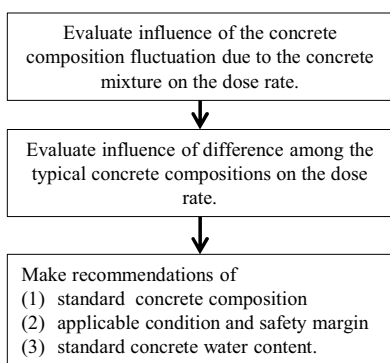 Evaluate influence of the concrete
composition fluctuation due to the concrete
mixture on the dose rate.
Evaluate influence of difference among the
typical concrete compositions on the dose
rate.
Make recommendations of
(1) standard concrete composition
(2) applicable condition and safety margin
(3) standard concrete water content.